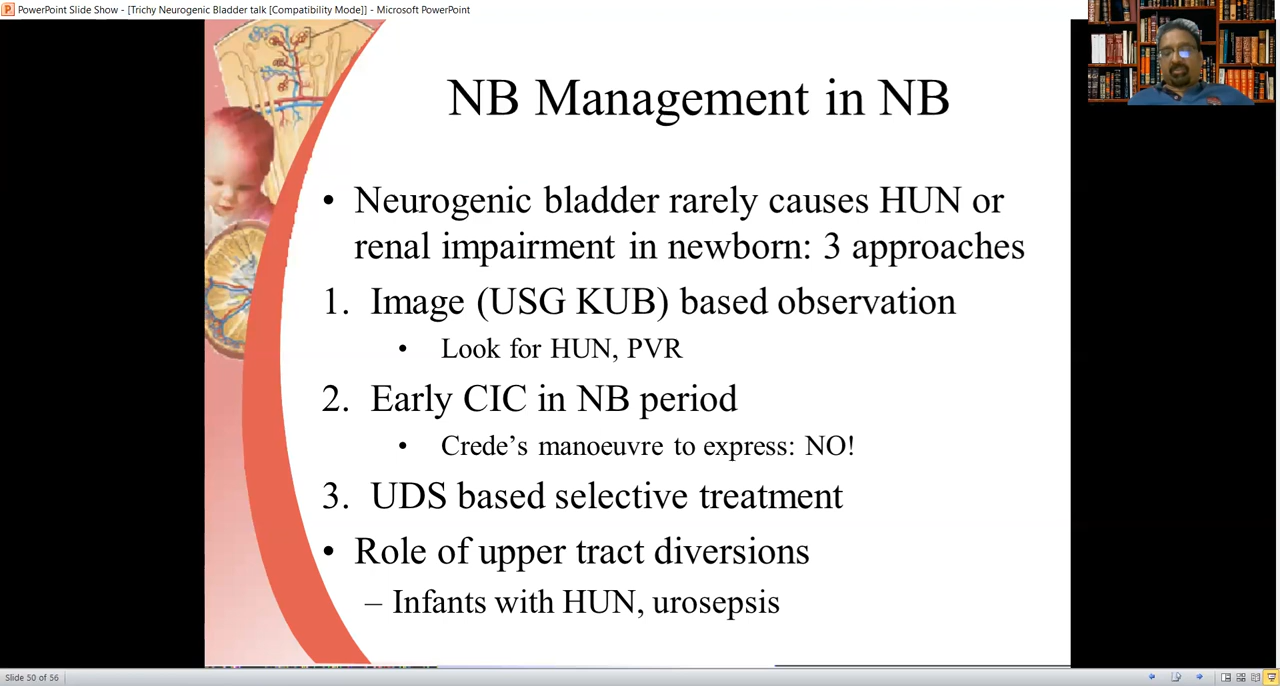 PowerPoint Slide Show - [Trichy Neurogenic Bladder talk [Compatibility Mode]] - Microsoft PowerPoint
NB Management in NB
• Neurogenic bladder rarely causes HUN or
renal impairment in newborn: 3 approaches
1. Image (USG KUB) based observation
• Look for HUN, PVR
2. Early CIC in NB period
• Crede’s manoeuvre to express: NO!
3. UDS based selective treatment
• Role of upper tract diversions
– Infants with HUN, urosepsis
Slide 50 of 56